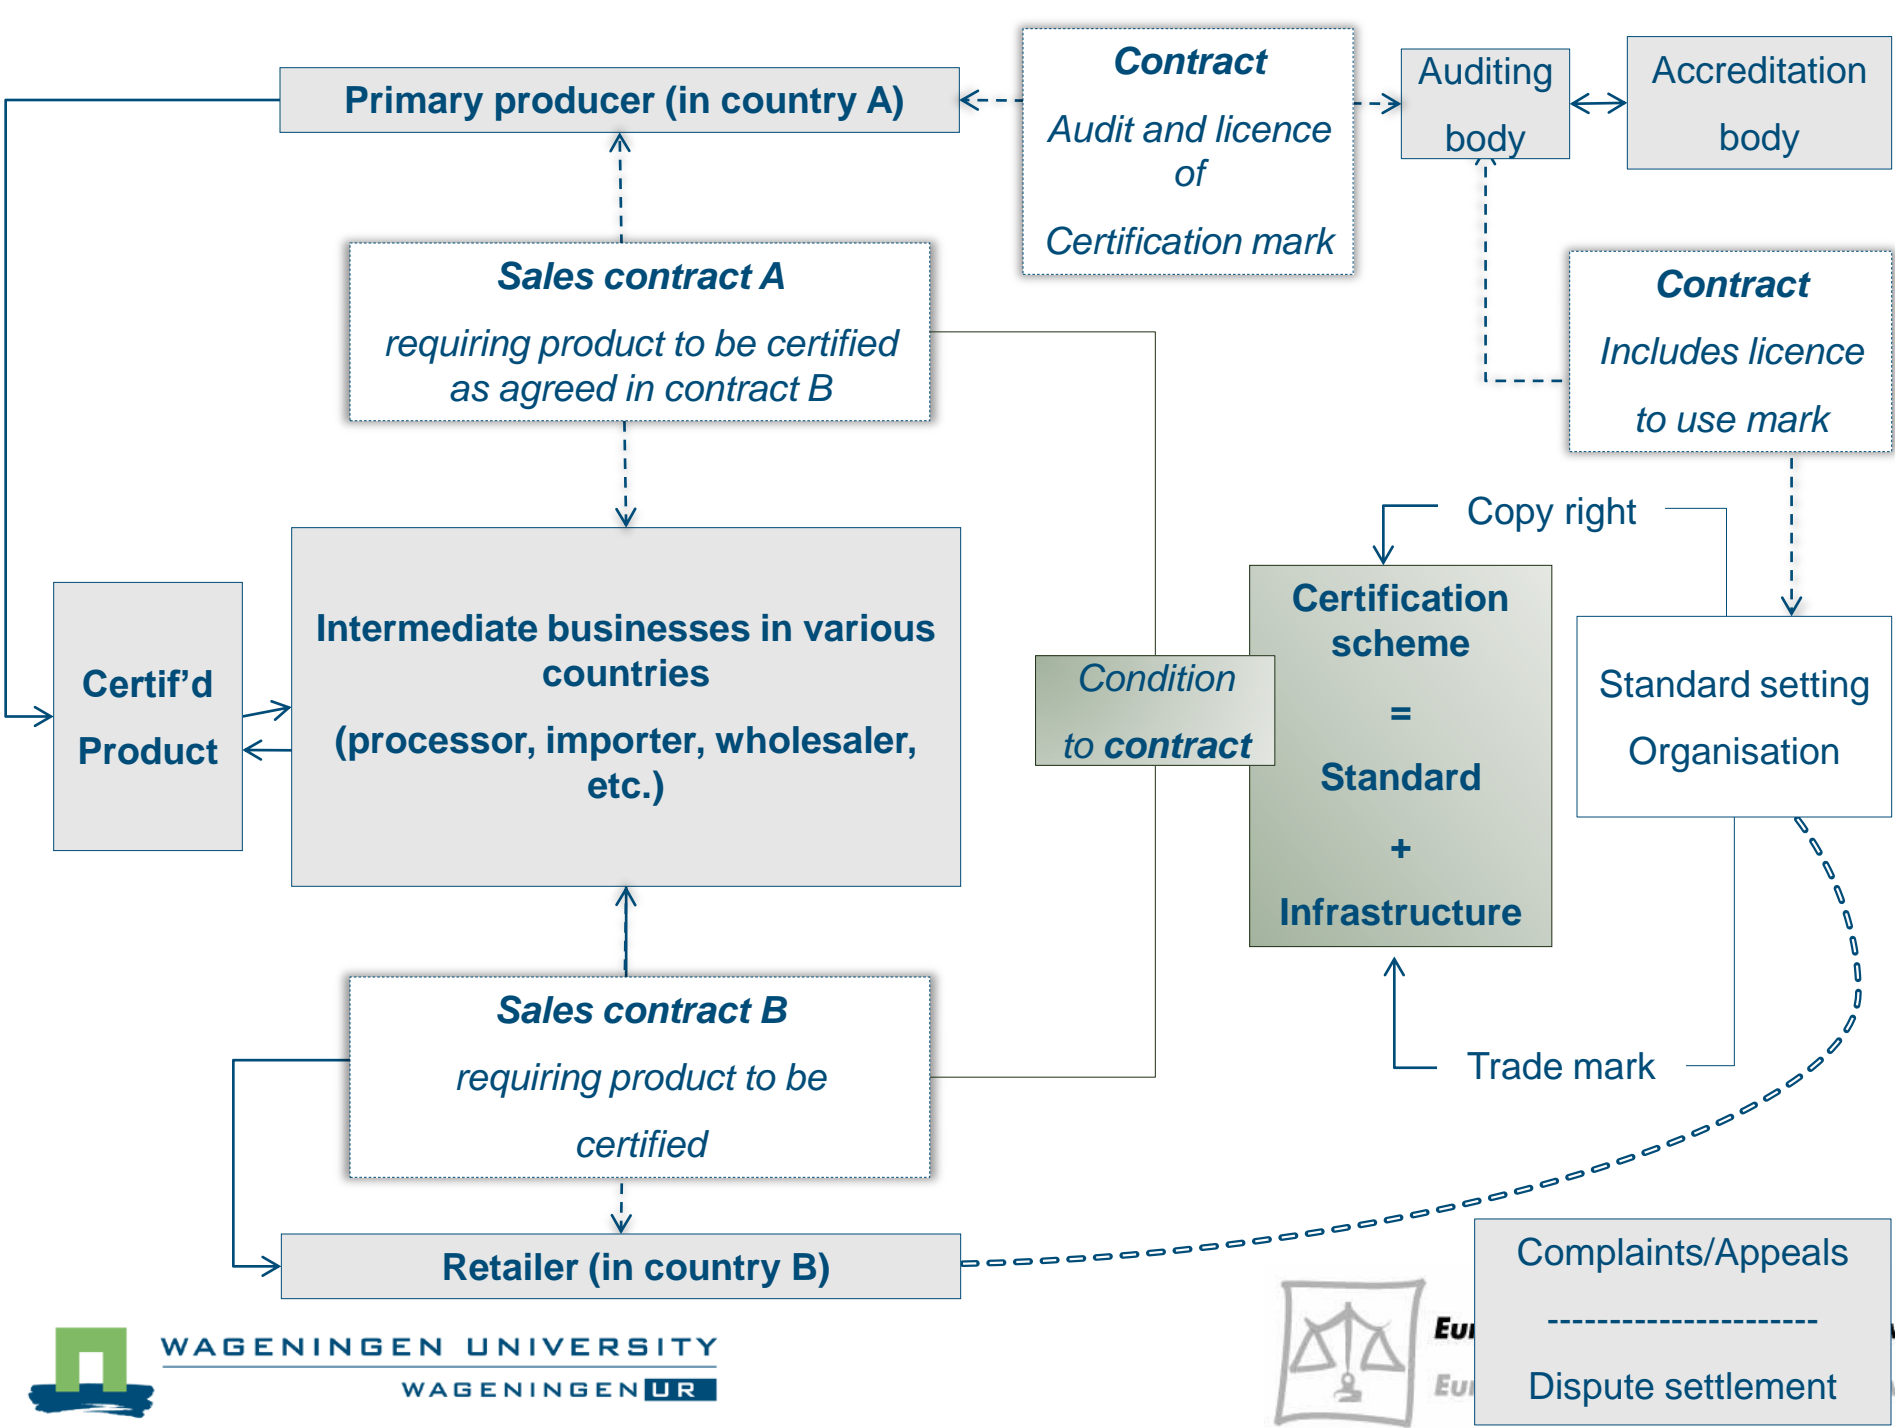 Primary producer (in country A)
Contract
Audit and licence
of
Certification mark
Auditing
body
Accreditation
body
Sales contract A
requiring product to be certified
as agreed in contract B
Contract
Includes licence
to use mark
Copy right
Certif’d
Product
Intermediate businesses in various
countries
(processor, importer, wholesaler,
etc.)
Condition
to contract
Certification
scheme
=
Standard
+
Infrastructure
Standard setting
Organisation
Sales contract B
requiring product to be
certified
Trade mark
Retailer (in country B)
Complaints/Appeals
----------------------
Dispute settlement
WAGENINGEN UNIVERSITY
WAGENINGEN UR